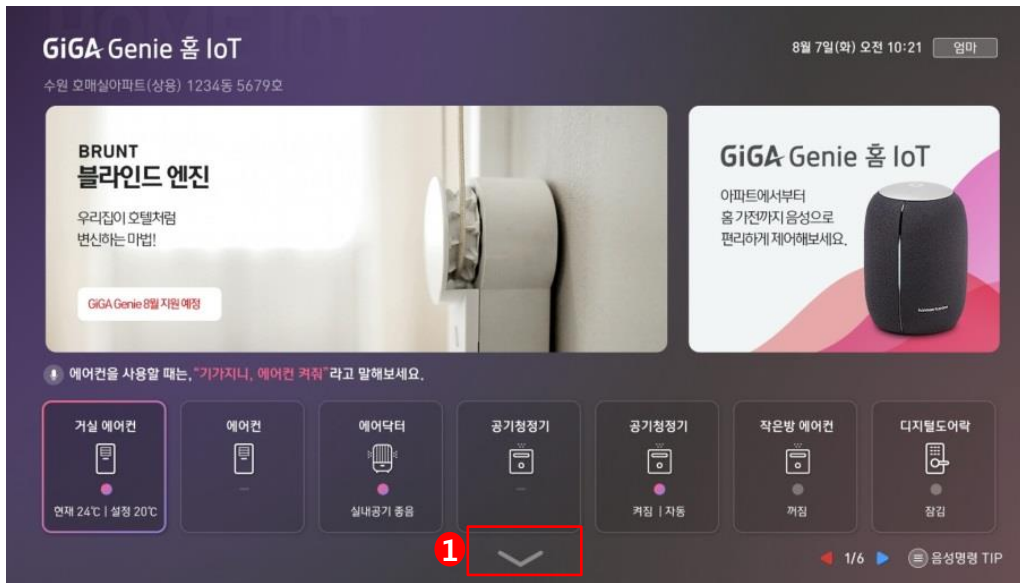 GiGA Genie 홈 IoT
8월 7일(화) 오전 10:21 엄마
수원 호매실아파트(상용) 1234동 5679호
BRUNT
블라인드 엔진
우리집이 호텔처럼
변신하는 마법!
GiGA Genie 8월 지원 예정
GiGA Genie 홈 IoT
아파트에서부터
홈 가전까지 음성으로
편리하게 제어해보세요.
에어컨을 사용할 때는, "기가지니, 에어컨 켜줘" 라고 말해보세요.
거실 에어컨
현재 24℃ | 설정 20℃
에어컨
에어닥터
실내공기 좋음
공기청정기
공기청정기
켜짐 | 자동
작은방 에어컨
꺼짐
디지털도어락
잠김
1
1/6 음성명령 TIP